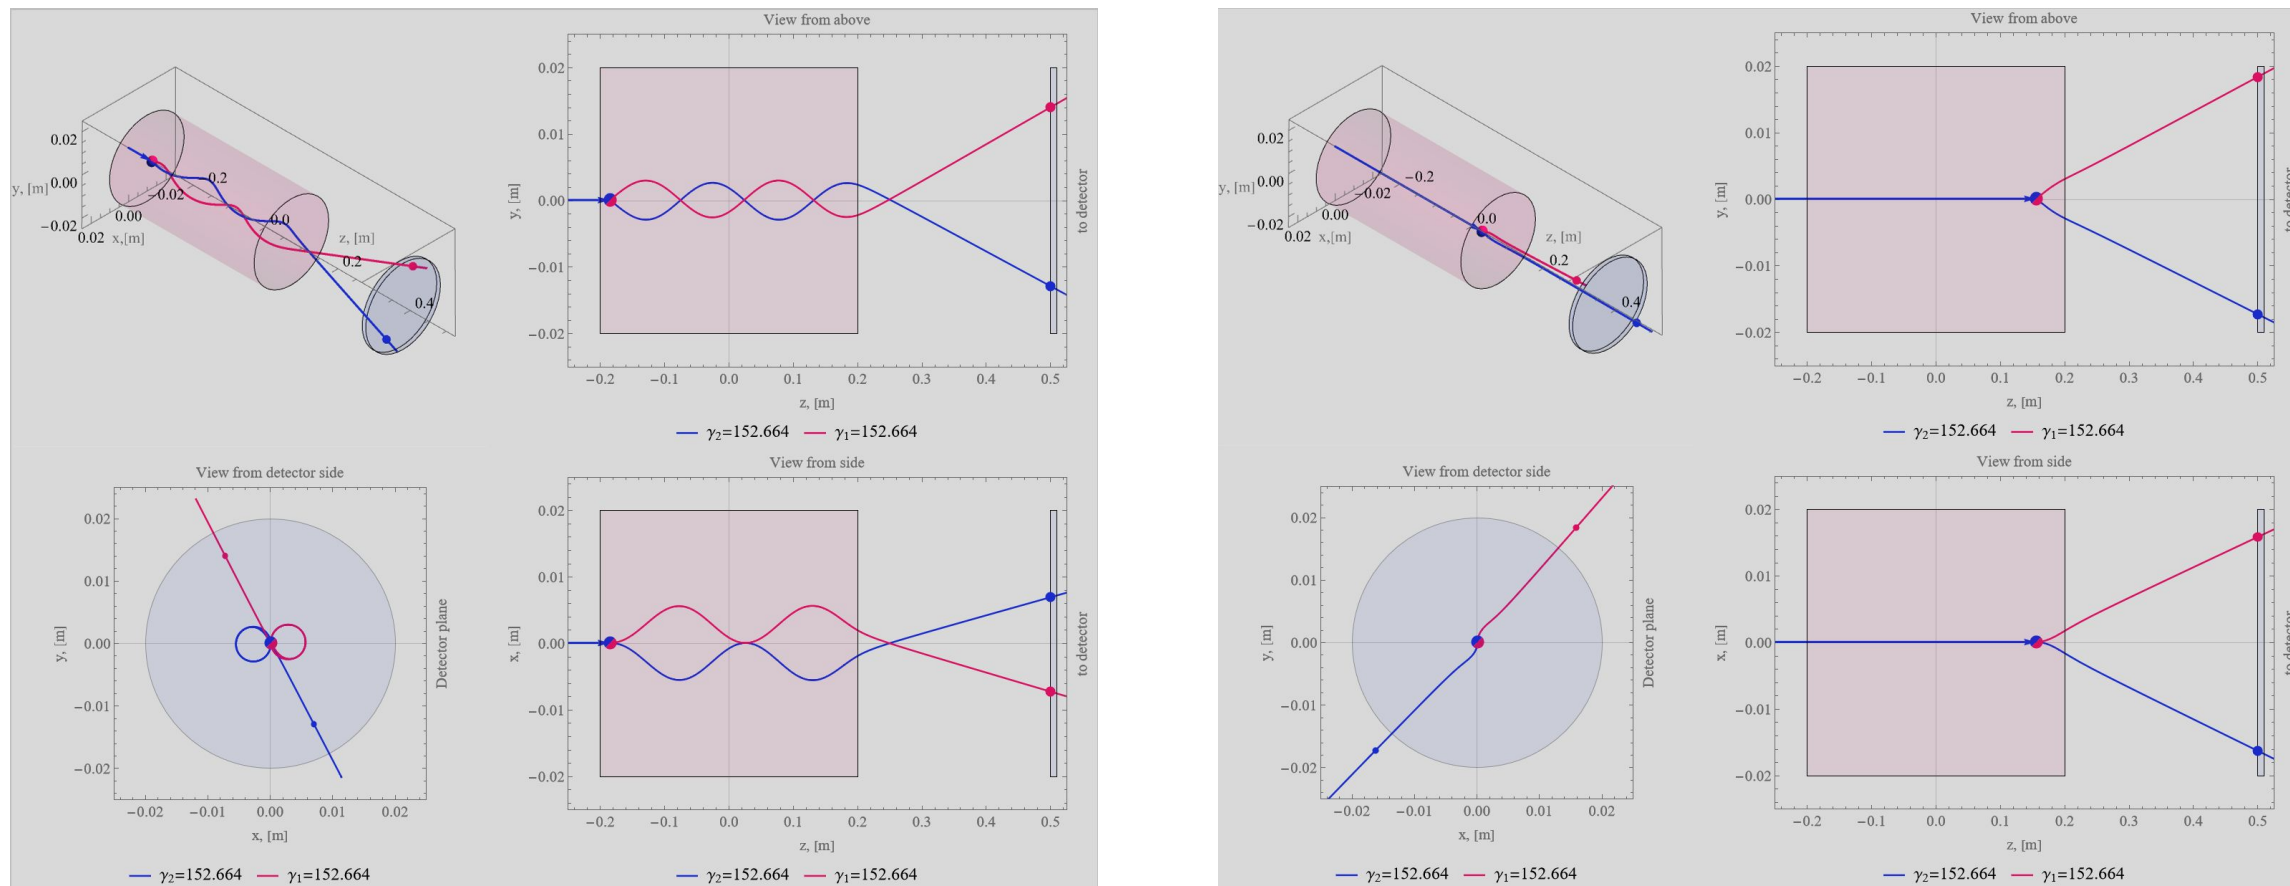 View from above
0.02
0.00
−0.02
y, [m]
0.02
0.00
−0.02
x,[m]
−0.2
0.0
0.2
0.4
z, [m]
0.02
0.01
0.00
−0.01
−0.02
y, [m]
−0.2 −0.1 0.0 0.1 0.2 0.3 0.4 0.5
z, [m]
to detector
γ2=152.664 γ1=152.664
View from detector side
0.02
0.01
0.00
−0.01
−0.02
y, [m]
−0.02 −0.01 0.00 0.01 0.02
x, [m]
Detector plane
γ2=152.664 γ1=152.664
View from side
0.02
0.01
0.00
−0.01
−0.02
x, [m]
−0.2 −0.1 0.0 0.1 0.2 0.3 0.4 0.5
z, [m]
to detector
γ2=152.664 γ1=152.664
View from above
0.02
0.00
−0.02
y, [m]
0.02
0.00
−0.02
x,[m]
−0.2
0.0
0.2
0.4
z, [m]
0.02
0.01
0.00
−0.01
−0.02
y, [m]
−0.2 −0.1 0.0 0.1 0.2 0.3 0.4 0.5
z, [m]
to detector
γ2=152.664 γ1=152.664
View from detector side
0.02
0.01
0.00
−0.01
−0.02
y, [m]
−0.02 −0.01 0.00 0.01 0.02
x, [m]
Detector plane
γ2=152.664 γ1=152.664
View from side
0.02
0.01
0.00
−0.01
−0.02
x, [m]
−0.2 −0.1 0.0 0.1 0.2 0.3 0.4 0.5
z, [m]
to detector
γ2=152.664 γ1=152.664